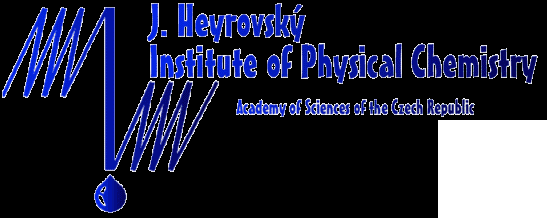 J. Heyrovský
Institute of Physical Chemistry
Academy of Sciences of the Czech Republic